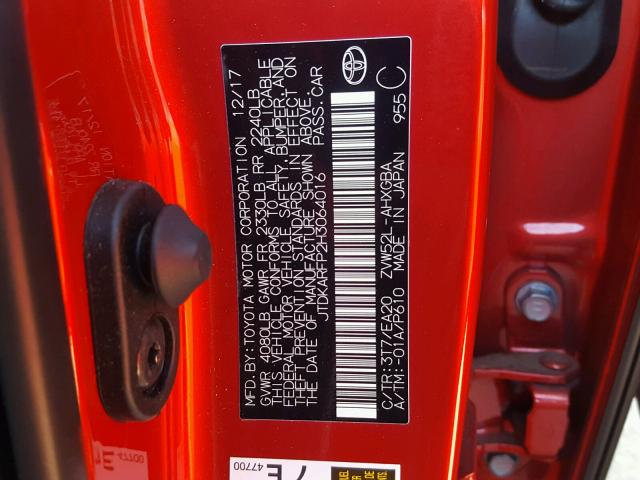 MFD. BY: TOYOTA MOTOR CORPORATION 12/17
GVWR 4080LB GAWR FR 2330LB RR 2240LB
THIS VEHICLE CONFORMS TO ALL APPLICABLE
FEDERAL MOTOR VEHICLE SAFETY, BUMPER, AND
THEFT PREVENTION STANDARDS IN EFFECT ON
THE DATE OF MANUFACTURE SHOWN ABOVE.
JTDKARFP2H3064016 PASS. CAR
C/TR: 3T7/EA20 ZVW52L-AHXGBA
A/TM: -01A/P610 MADE IN JAPAN 955 C
47700